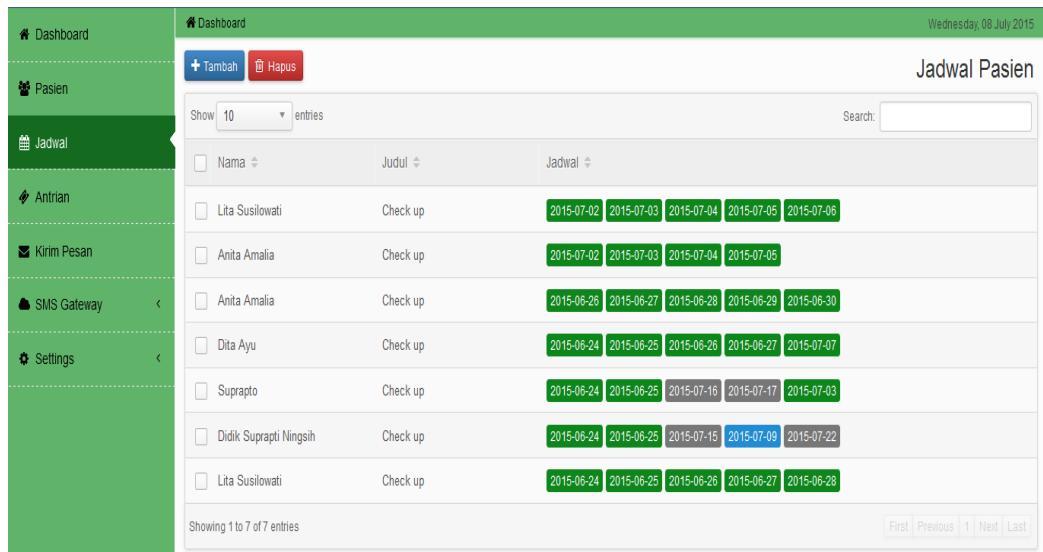 Dashboard
Pasien
Jadwal
Antrian
Kirim Pesan
SMS Gateway
Settings
Dashboard Wednesday, 08 July 2015
Tambah Hapus Jadwal Pasien
Show 10 entries Search:
Nama Judul Jadwal
Lita Susilowati Check up 2015-07-02 2015-07-03 2015-07-04 2015-07-05 2015-07-06
Anita Amalia Check up 2015-07-02 2015-07-03 2015-07-04 2015-07-05
Anita Amalia Check up 2015-06-26 2015-06-27 2015-06-28 2015-06-29 2015-06-30
Dita Ayu Check up 2015-06-24 2015-06-25 2015-06-26 2015-06-27 2015-07-07
Suprapto Check up 2015-06-24 2015-06-25 2015-07-16 2015-07-17 2015-07-03
Didik Suprapti Ningsih Check up 2015-06-24 2015-06-25 2015-07-15 2015-07-09 2015-07-22
Lita Susilowati Check up 2015-06-24 2015-06-25 2015-06-26 2015-06-27 2015-06-28
Showing 1 to 7 of 7 entries First Previous 1 Next Last